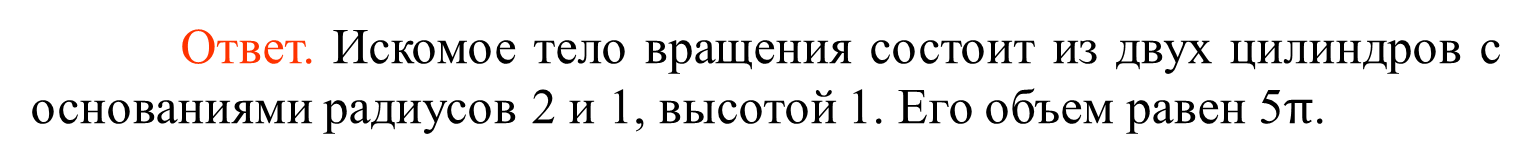 Ответ. Искомое тело вращения состоит из двух цилиндров с
основаниями радиусов 2 и 1, высотой 1. Его объем равен 5π.